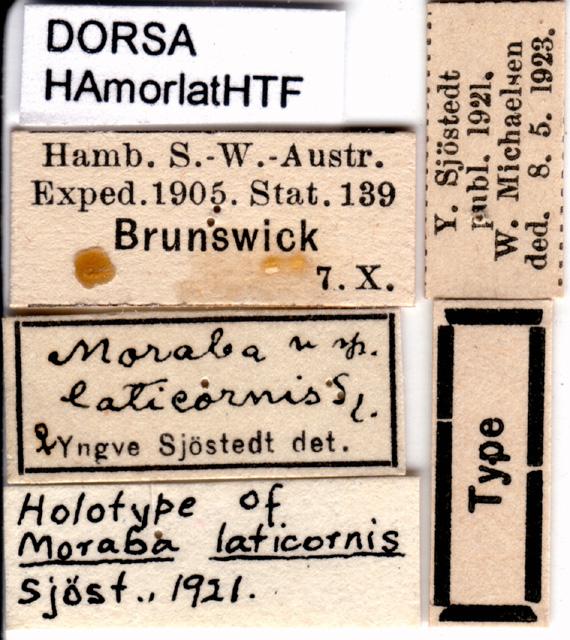 DORSA
HAmorlatHTF
Hamb. S.-W.-Austr.
Exped.1905. Stat. 139
Brunswick
7. X.
Moraba n sp.
laticornis Sj.
♀ Yngve Sjöstedt det.
Holotype of
Moraba laticornis
Sjöst., 1921.
Y. Sjöstedt
publ. 1921.
W. Michaelsen
ded. 8. 5. 1923.
Type